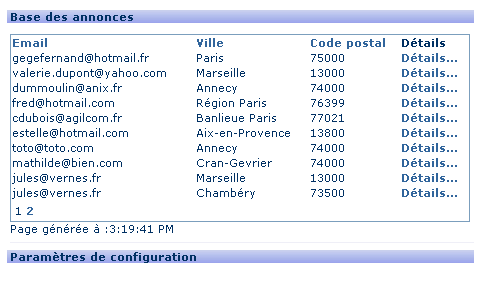 Base des annonces
Email Ville Code postal Détails
gegefernand@hotmail.fr Paris 75000 Détails...
valerie.dupont@yahoo.com Marseille 13000 Détails...
dummoulin@anix.fr Annecy 74000 Détails...
fred@hotmail.com Région Paris 76399 Détails...
cdubois@agilcom.fr Banlieue Paris 77021 Détails...
estelle@hotmail.com Aix-en-Provence 13800 Détails...
toto@toto.com Annecy 74000 Détails...
mathilde@bien.com Cran-Gevrier 74000 Détails...
jules@vernes.fr Marseille 13000 Détails...
jules@vernes.fr Chambéry 73500 Détails...
1 2
Page générée à :3:19:41 PM
Paramètres de configuration